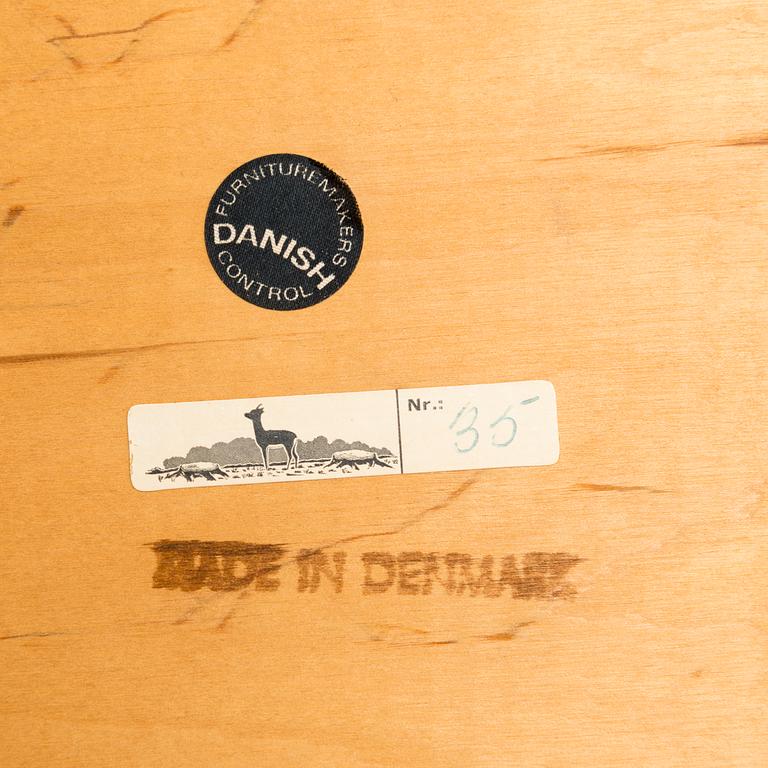 FURNITUREMAKERS
DANISH
CONTROL
Nr.: 35
MADE IN DENMARK